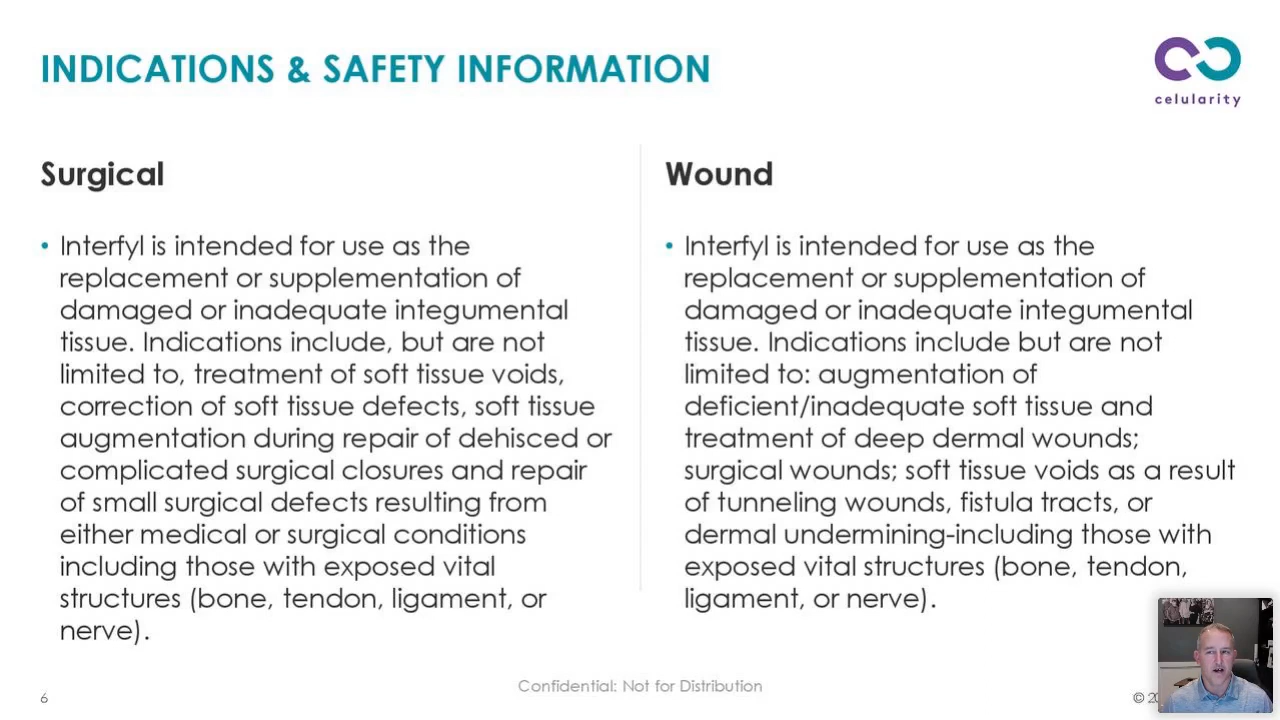 INDICATIONS & SAFETY INFORMATION
celularity
Surgical
• Interfyl is intended for use as the
replacement or supplementation of
damaged or inadequate integumental
tissue. Indications include, but are not
limited to, treatment of soft tissue voids,
correction of soft tissue defects, soft tissue
augmentation during repair of dehisced or
complicated surgical closures and repair
of small surgical defects resulting from
either medical or surgical conditions
including those with exposed vital
structures (bone, tendon, ligament, or
nerve).
Wound
• Interfyl is intended for use as the
replacement or supplementation of
damaged or inadequate integumental
tissue. Indications include but are not
limited to: augmentation of
deficient/inadequate soft tissue and
treatment of deep dermal wounds;
surgical wounds; soft tissue voids as a result
of tunneling wounds, fistula tracts, or
dermal undermining-including those with
exposed vital structures (bone, tendon,
ligament, or nerve).
6
Confidential: Not for Distribution
©